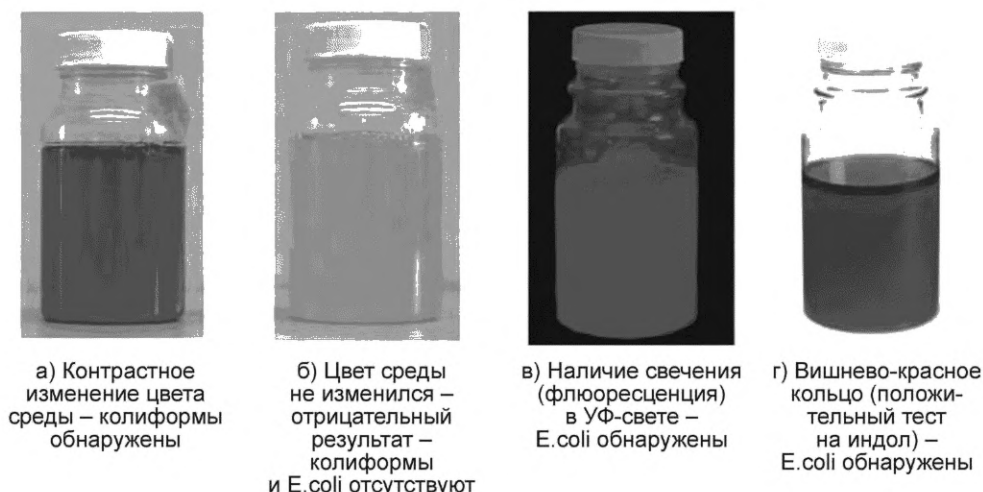 а) Контрастное
изменение цвета
среды – колиформы
обнаружены
б) Цвет среды
не изменился –
отрицательный
результат –
колиформы
и E.coli отсутствуют
в) Наличие свечения
(флюоресценция)
в УФ-свете –
E.coli обнаружены
г) Вишнево-красное
кольцо (положи-
тельный тест
на индол) –
E.coli обнаружены